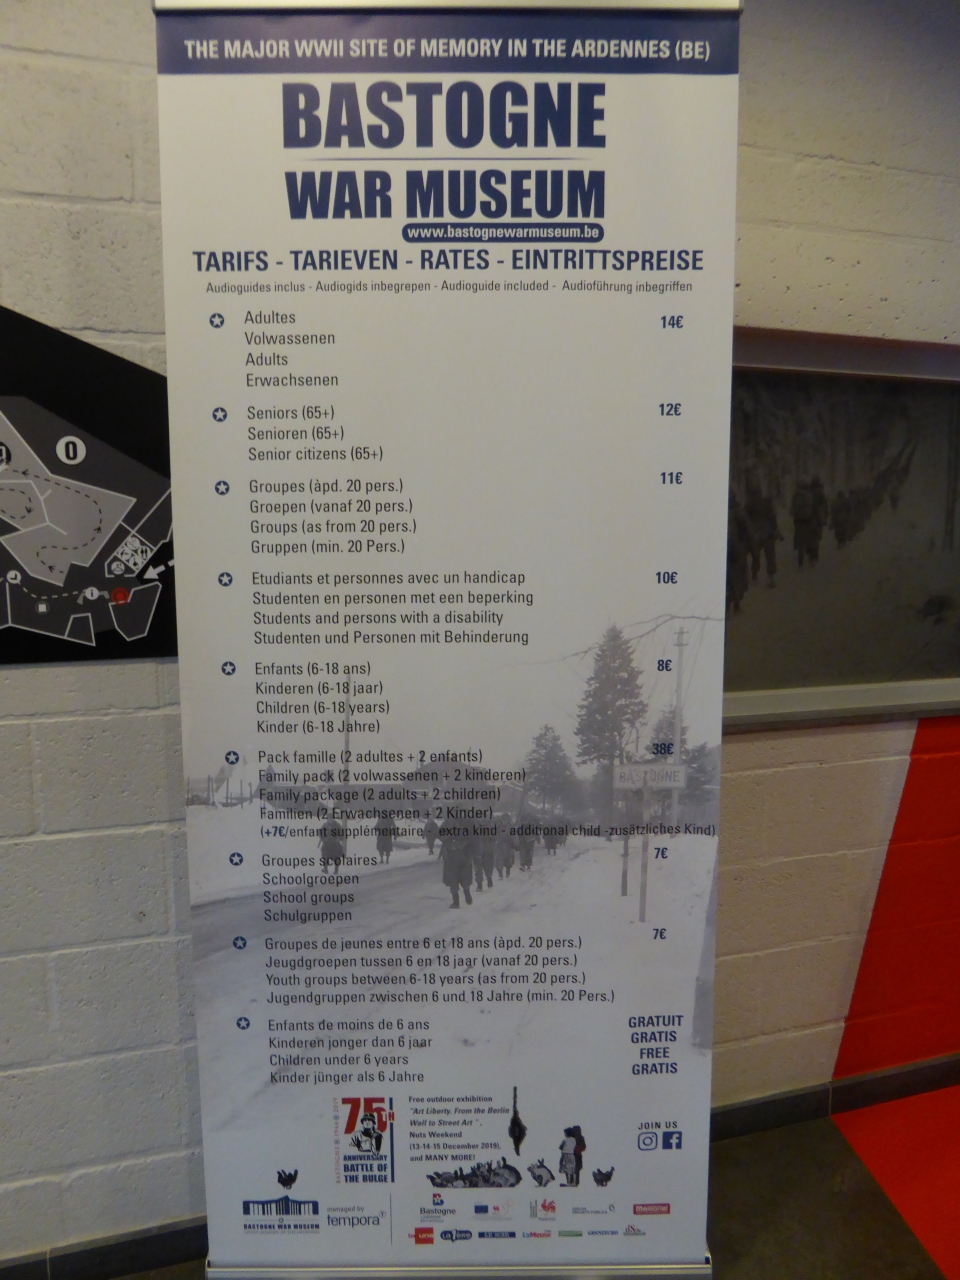 THE MAJOR WWII SITE OF MEMORY IN THE ARDENNES (BE)
BASTOGNE
WAR MUSEUM
www.bastognewarmuseum.be
TARIFS - TARIEVEN - RATES - EINTRITTSPREISE
Audioguides inclus - Audiogids inbegrepen - Audioguide included - Audioführung inbegriffen
Adultes 14€
Volwassenen
Adults
Erwachsenen
Seniors (65+) 12€
Senioren (65+)
Senior citizens (65+)
Groupes (àpd. 20 pers.) 11€
Groepen (vanaf 20 pers.)
Groups (as from 20 pers.)
Gruppen (min. 20 Pers.)
Etudiants et personnes avec un handicap 10€
Studenten en personen met een beperking
Students and persons with a disability
Studenten und Personen mit Behinderung
Enfants (6-18 ans) 8€
Kinderen (6-18 jaar)
Children (6-18 years)
Kinder (6-18 Jahre)
Pack famille (2 adultes + 2 enfants) 38€
Family pack (2 volwassenen + 2 kinderen)
Family package (2 adults + 2 children)
Familien (2 Erwachsenen + 2 Kinder)
(+7€/enfant supplémentaire - extra kind - additional child -zusätzliches Kind)
BASTOGNE
Groupes scolaires 7€
Schoolgroepen
School groups
Schulgruppen
Groupes de jeunes entre 6 et 18 ans (àpd. 20 pers.) 7€
Jeugdgroepen tussen 6 en 18 jaar (vanaf 20 pers.)
Youth groups between 6-18 years (as from 20 pers.)
Jugendgruppen zwischen 6 und 18 Jahre (min. 20 Pers.)
Enfants de moins de 6 ans GRATUIT
Kinderen jonger dan 6 jaar GRATIS
Children under 6 years FREE
Kinder jünger als 6 Jahre GRATIS
75TH
ANNIVERSARY
BATTLE OF
THE BULGE
Free outdoor exhibition
"Art Liberty. From the Berlin
Wall to Street Art",
Nuts Weekend
(13-14-15 December 2019),
and MANY MORE!
JOIN US
BASTOGNE WAR MUSEUM
managed by
tempora
Bastogne
Memorial
La 1ère
LE SOIR
LaMeuse
0